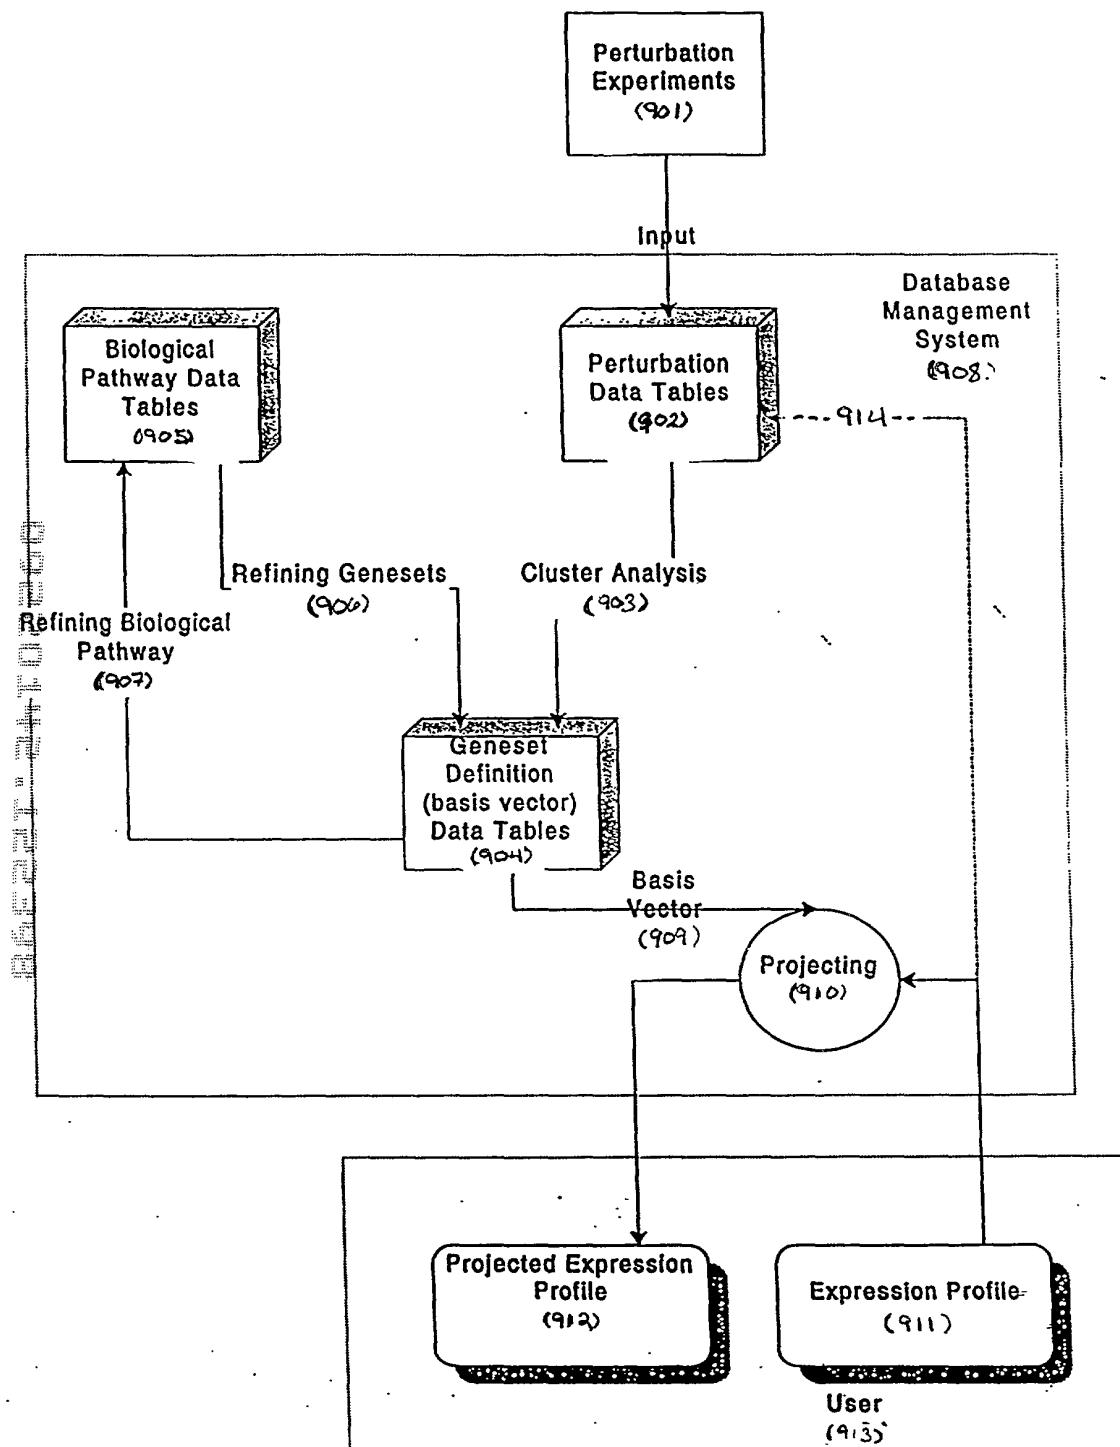 Perturbation
Experiments
(901)
Input
Database
Management
System
(908)
Biological
Pathway Data
Tables
(905)
Perturbation
Data Tables
(902)
914
Refining Genesets
(906)
Cluster Analysis
(903)
Refining Biological
Pathway
(907)
Geneset
Definition
(basis vector)
Data Tables
(904)
Basis
Vector
(909)
Projecting
(910)
Projected Expression
Profile
(912)
Expression Profile
(911)
User
(913)